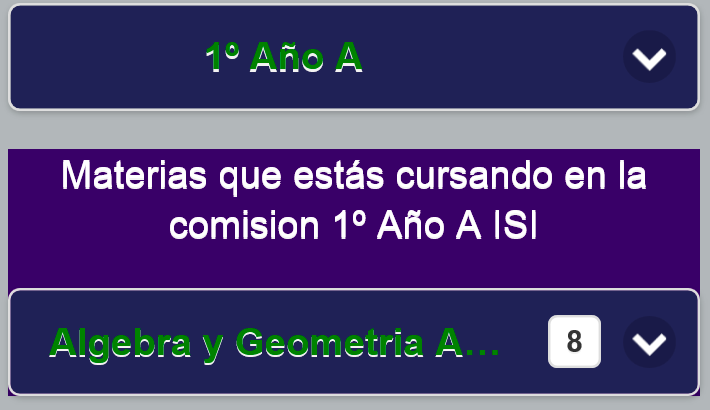 1º Año A
Materias que estás cursando en la
comision 1º Año A ISI
Algebra y Geometria A... 8